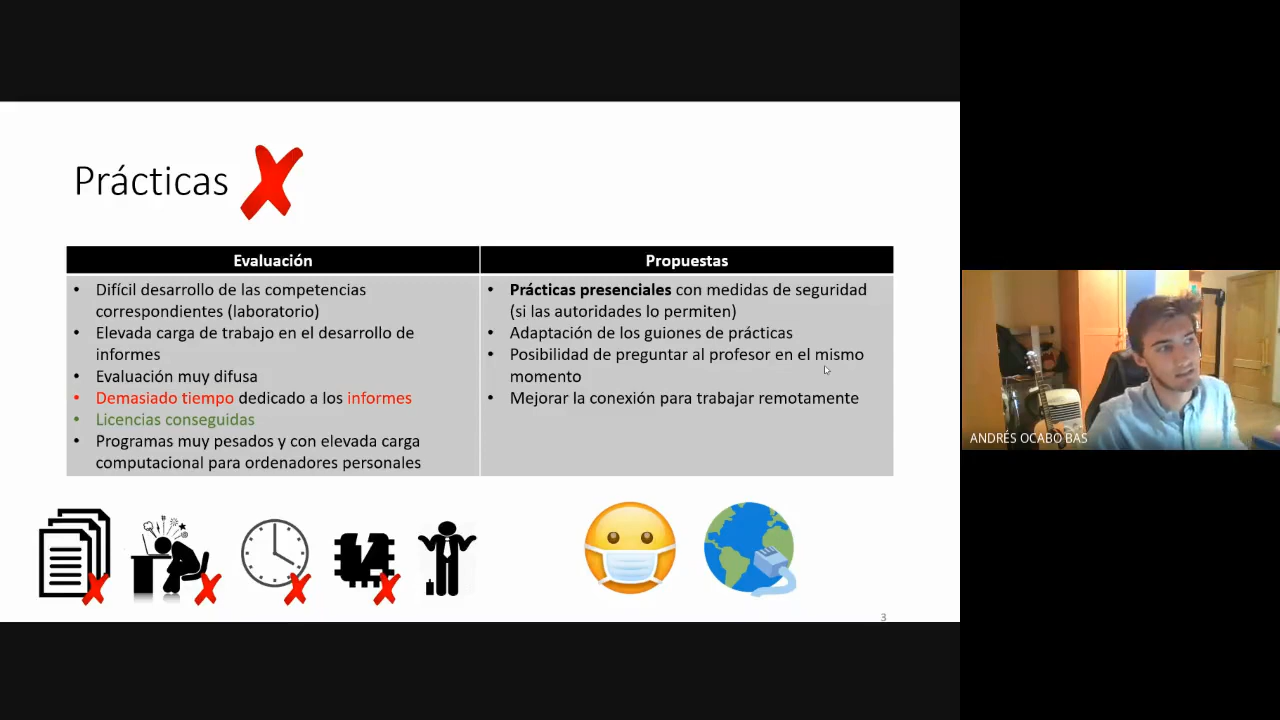 Prácticas
Evaluación
Difícil desarrollo de las competencias
correspondientes (laboratorio)
Elevada carga de trabajo en el desarrollo de
informes
Evaluación muy difusa
Demasiado tiempo dedicado a los informes
Licencias conseguidas
Programas muy pesados y con elevada carga
computacional para ordenadores personales
Propuestas
Prácticas presenciales con medidas de seguridad
(si las autoridades lo permiten)
Adaptación de los guiones de prácticas
Posibilidad de preguntar al profesor en el mismo
momento
Mejorar la conexión para trabajar remotamente
3
ANDRÉS OCABO BAS